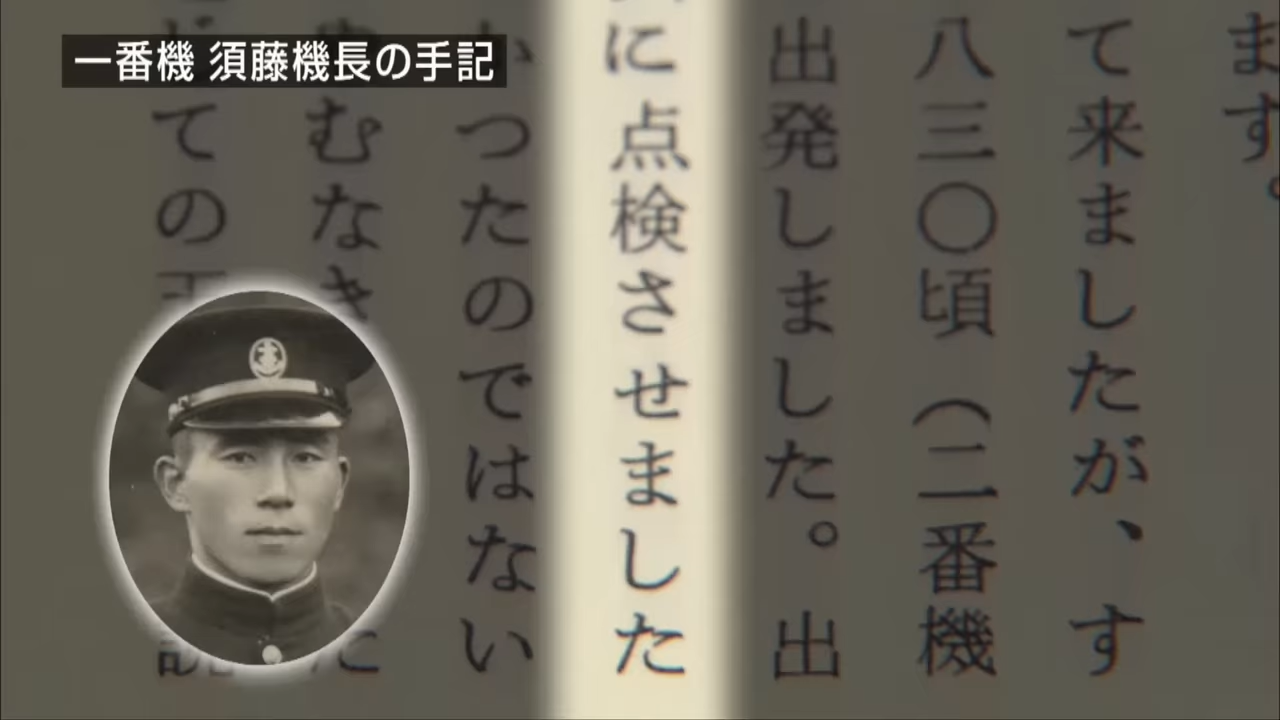 一番機 須藤機長の手記
ます。
て来ましたが、す
八三〇頃(二番機
出発しました。出
に点検させました
かつたのではない
むなき
ての